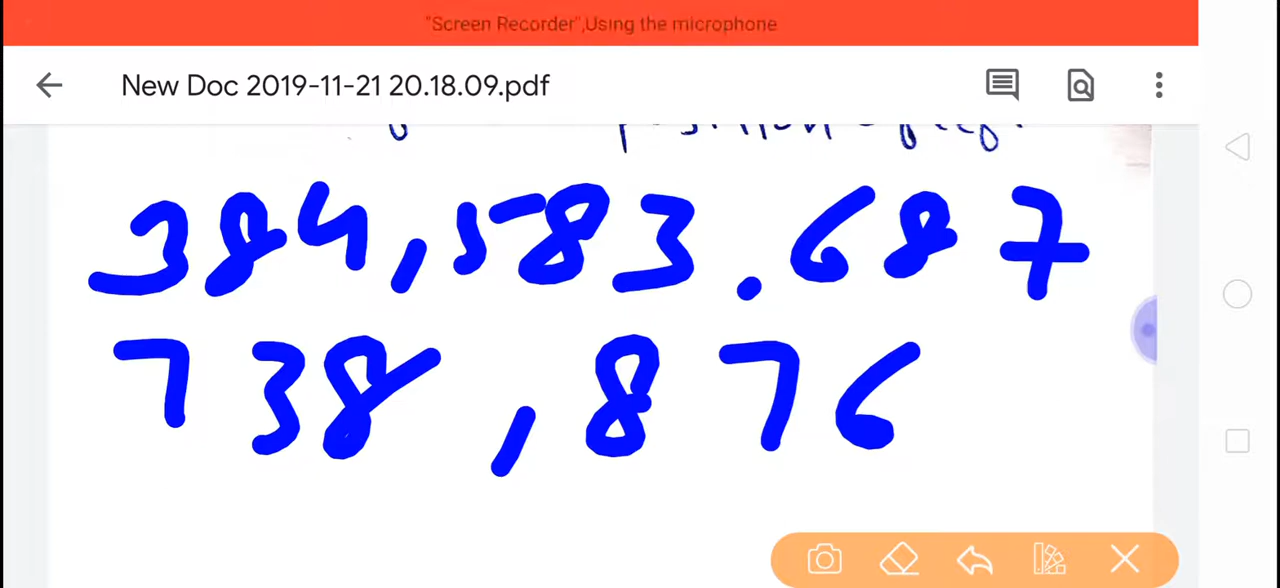 "Screen Recorder",Using the microphone
New Doc 2019-11-21 20.18.09.pdf
384,583.687
738,876